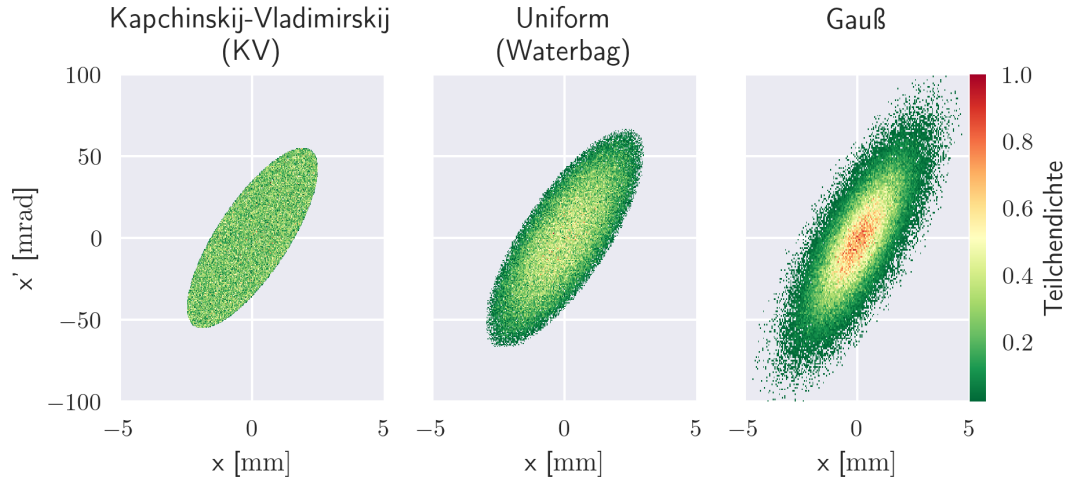 Kapchinskij-Vladimirskij
(KV)
Uniform
(Waterbag)
Gauß
100
50
0
−50
−100
x' [mrad]
−5 0 5
x [mm]
−5 0 5
x [mm]
−5 0 5
x [mm]
1.0
0.8
0.6
0.4
0.2
Teilchendichte